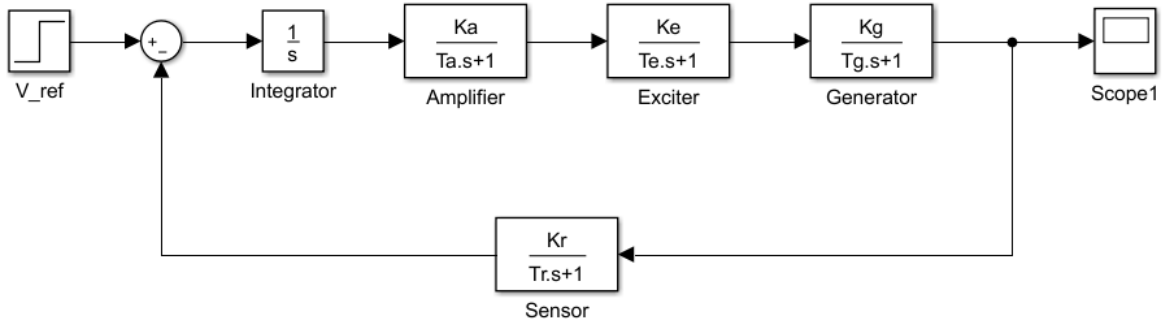 V_ref
+
−
1
s
Integrator
Ka
Ta.s+1
Amplifier
Ke
Te.s+1
Exciter
Kg
Tg.s+1
Generator
Scope1
Kr
Tr.s+1
Sensor